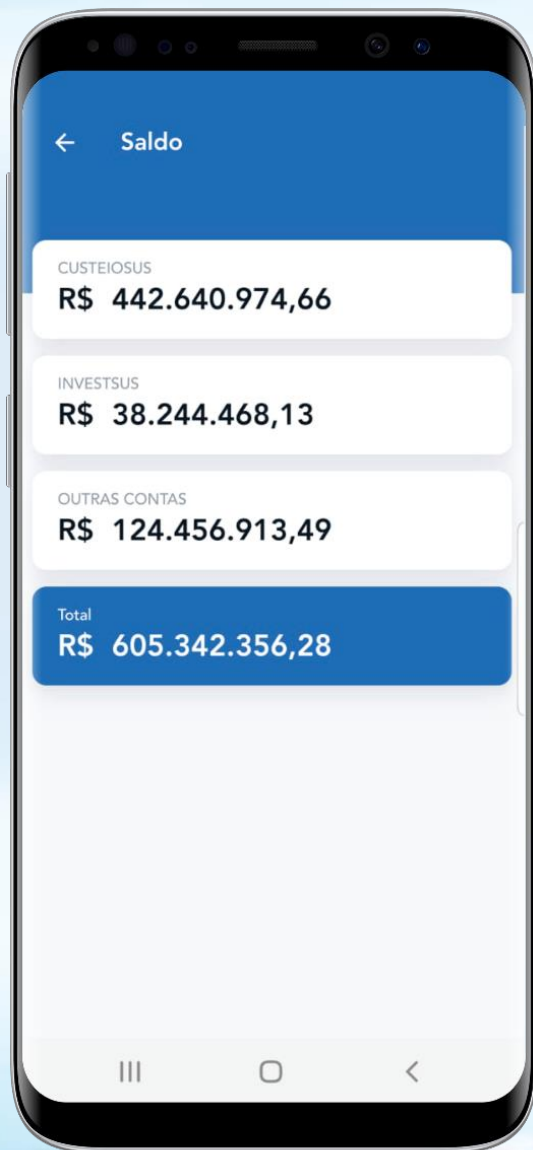 Saldo
CUSTEIOSUS
R$ 442.640.974,66
INVESTSUS
R$ 38.244.468,13
OUTRAS CONTAS
R$ 124.456.913,49
Total
R$ 605.342.356,28